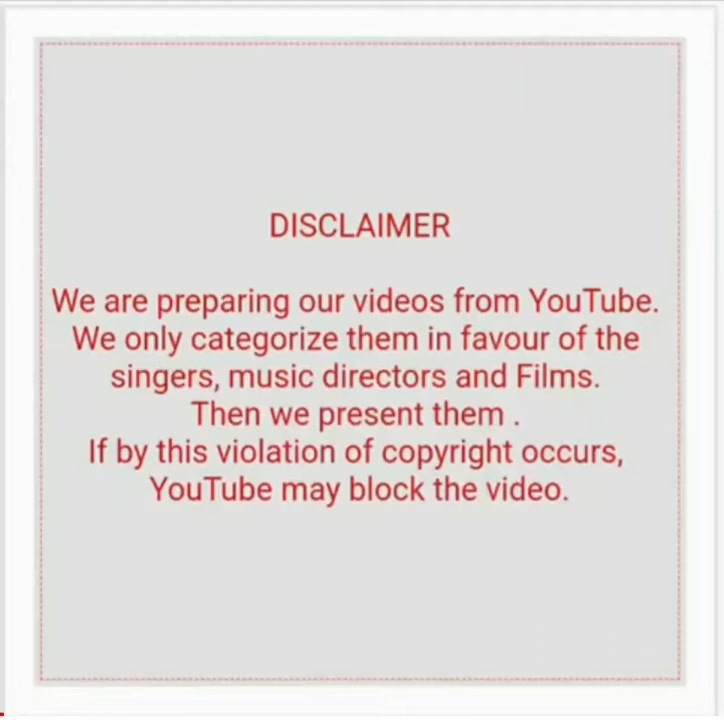 DISCLAIMER
We are preparing our videos from YouTube.
We only categorize them in favour of the
singers, music directors and Films.
Then we present them .
If by this violation of copyright occurs,
YouTube may block the video.